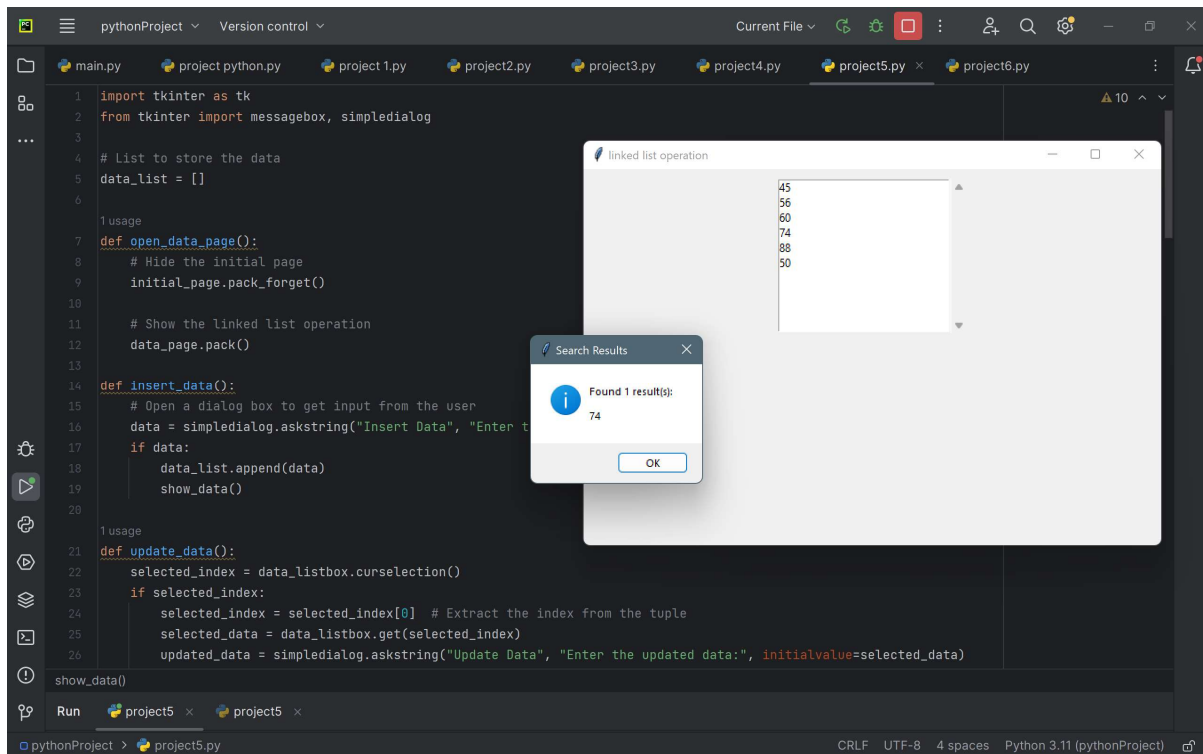 PC pythonProject Version control Current File
main.py project python.py project 1.py project2.py project3.py project4.py project5.py project6.py
1 import tkinter as tk
10
2 from tkinter import messagebox, simpledialog
3
4 # List to store the data
5 data_list = []
6
1 usage
7 def open_data_page():
8 # Hide the initial page
9 initial_page.pack_forget()
10
11 # Show the linked list operation
12 data_page.pack()
13
14 def insert_data():
15 # Open a dialog box to get input from the user
16 data = simpledialog.askstring("Insert Data", "Enter t
17 if data:
18 data_list.append(data)
19 show_data()
20
1 usage
21 def update_data():
22 selected_index = data_listbox.curselection()
23 if selected_index:
24 selected_index = selected_index[0] # Extract the index from the tuple
25 selected_data = data_listbox.get(selected_index)
26 updated_data = simpledialog.askstring("Update Data", "Enter the updated data:", initialvalue=selected_data)
linked list operation
45
56
60
74
88
50
Search Results
Found 1 result(s):
74
OK
show_data()
Run project5 project5
pythonProject > project5.py CRLF UTF-8 4 spaces Python 3.11 (pythonProject)